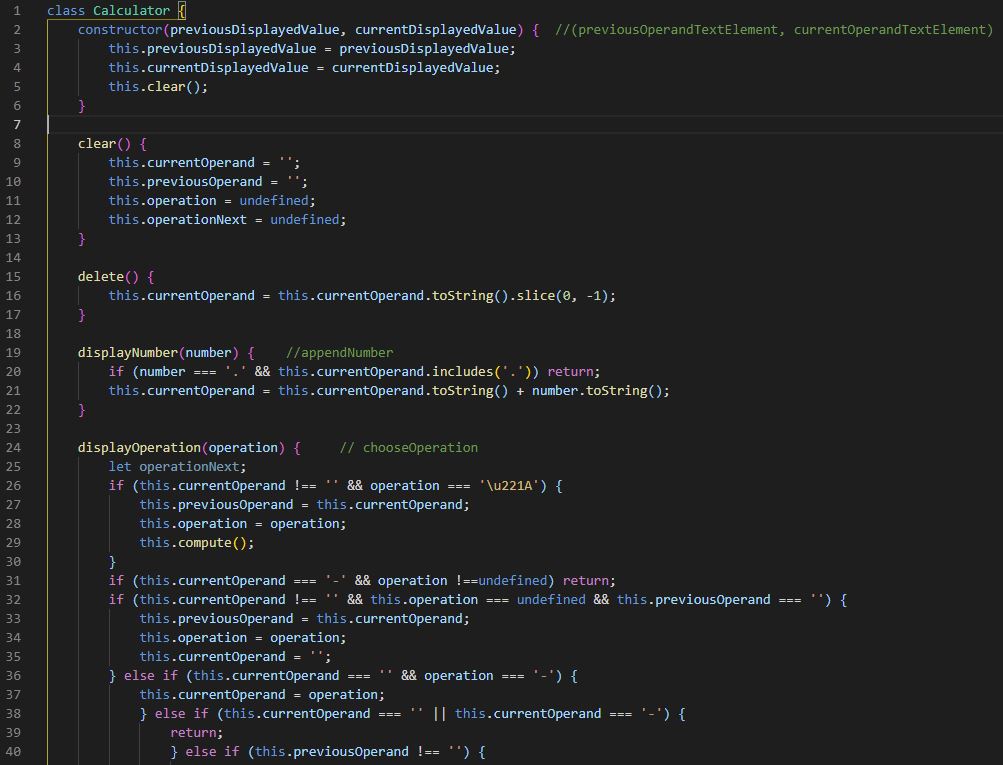 1 class Calculator {
2 constructor(previousDisplayedValue, currentDisplayedValue) { //(previousOperandTextElement, currentOperandTextElement)
3 this.previousDisplayedValue = previousDisplayedValue;
4 this.currentDisplayedValue = currentDisplayedValue;
5 this.clear();
6 }
7
8 clear() {
9 this.currentOperand = '';
10 this.previousOperand = '';
11 this.operation = undefined;
12 this.operationNext = undefined;
13 }
14
15 delete() {
16 this.currentOperand = this.currentOperand.toString().slice(0, -1);
17 }
18
19 displayNumber(number) { //appendNumber
20 if (number === '.' && this.currentOperand.includes('.')) return;
21 this.currentOperand = this.currentOperand.toString() + number.toString();
22 }
23
24 displayOperation(operation) { // chooseOperation
25 let operationNext;
26 if (this.currentOperand !== '' && operation === '\u221A') {
27 this.previousOperand = this.currentOperand;
28 this.operation = operation;
29 this.compute();
30 }
31 if (this.currentOperand === '-' && operation !==undefined) return;
32 if (this.currentOperand !== '' && this.operation === undefined && this.previousOperand === '') {
33 this.previousOperand = this.currentOperand;
34 this.operation = operation;
35 this.currentOperand = '';
36 } else if (this.currentOperand === '' && operation === '-') {
37 this.currentOperand = operation;
38 } else if (this.currentOperand === '' || this.currentOperand === '-') {
39 return;
40 } else if (this.previousOperand !== '') {